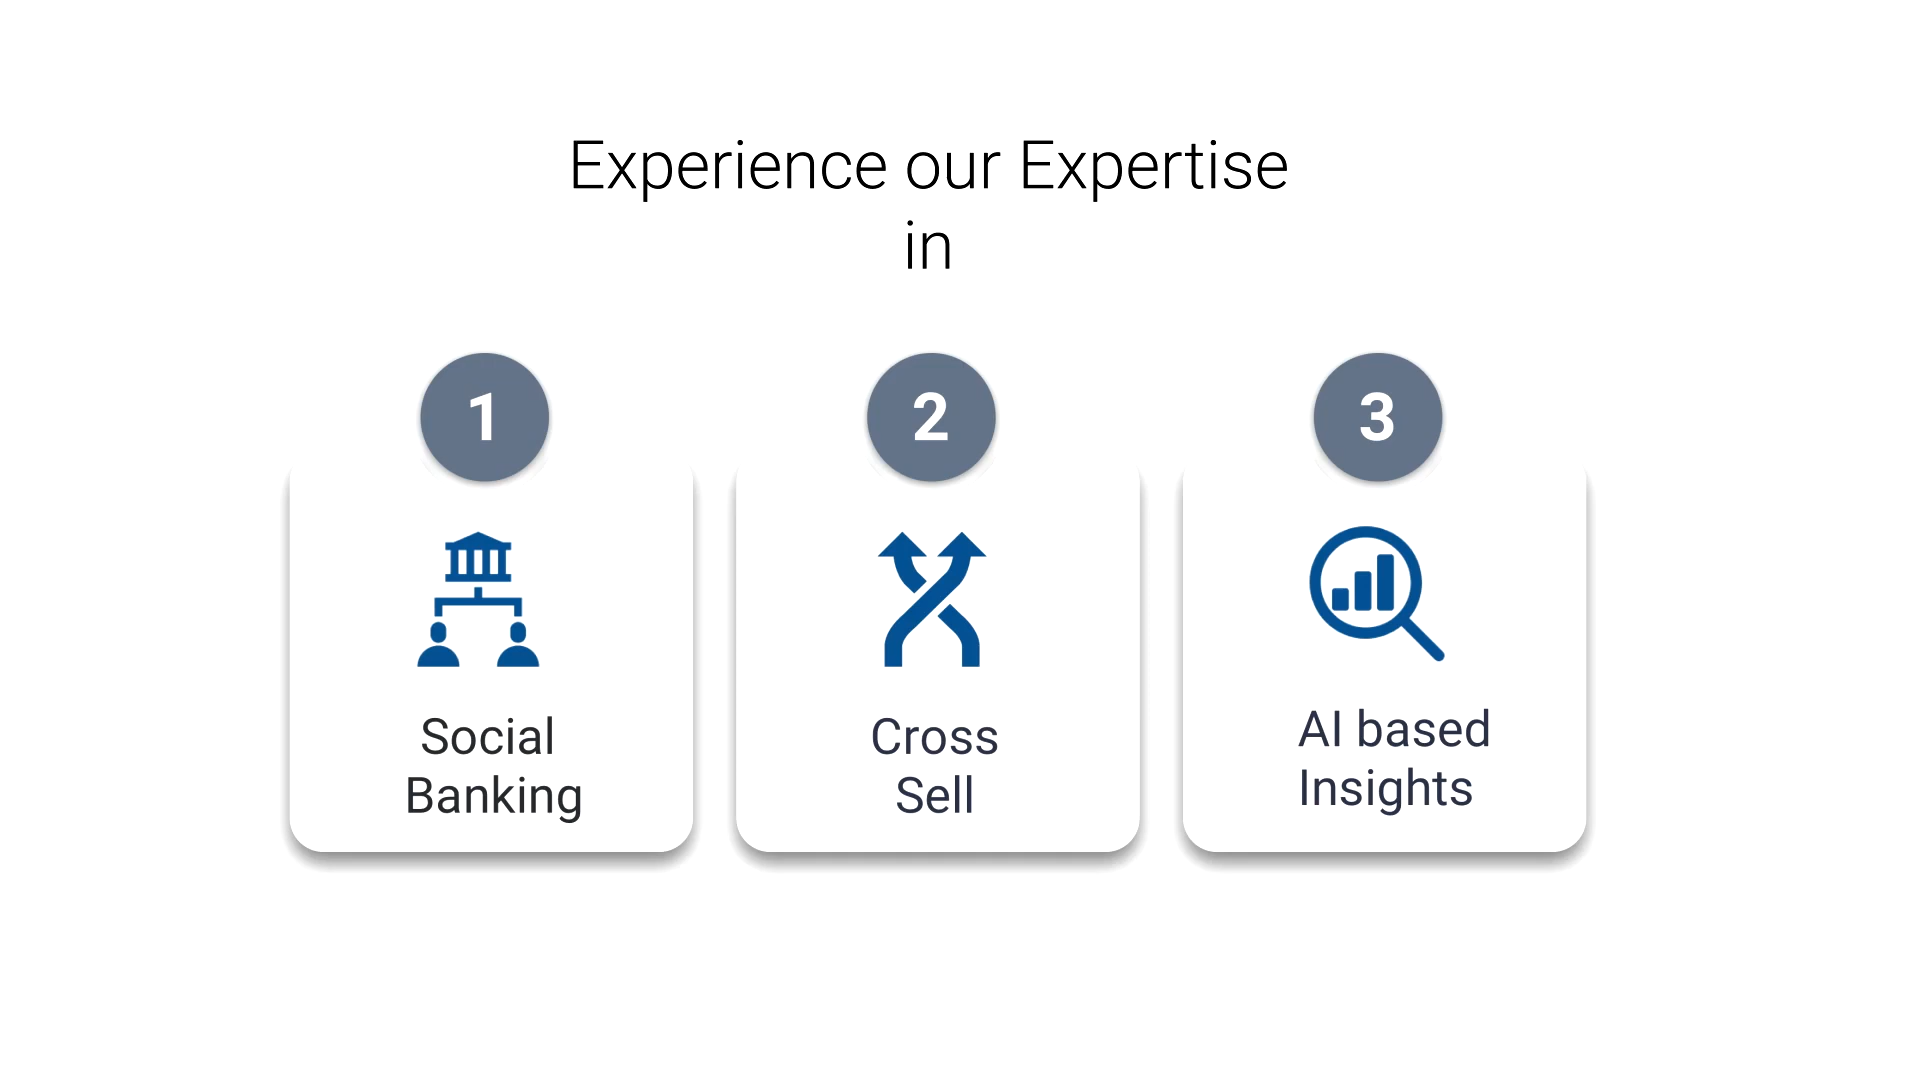 Experience our Expertise
in
1
2
3
Social
Banking
Cross
Sell
AI based
Insights